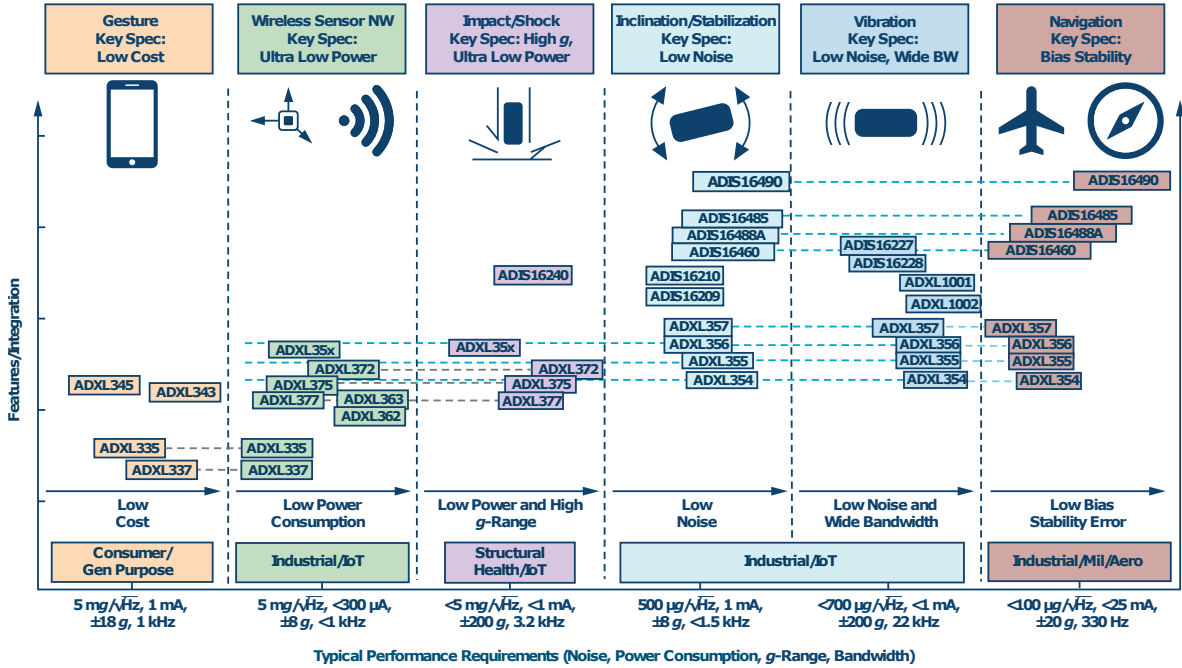 Gesture
Key Spec:
Low Cost
Wireless Sensor NW
Key Spec:
Ultra Low Power
Impact/Shock
Key Spec: High g,
Ultra Low Power
Inclination/Stabilization
Key Spec:
Low Noise
Vibration
Key Spec:
Low Noise, Wide BW
Navigation
Key Spec:
Bias Stability
Features/Integration
ADXL345
ADXL343
ADXL335
ADXL337
ADXL35x
ADXL372
ADXL375
ADXL377
ADXL363
ADXL362
ADXL335
ADXL337
ADIS16240
ADXL35x
ADXL372
ADXL375
ADXL377
ADIS16490
ADIS16485
ADIS16488A
ADIS16460
ADIS16210
ADIS16209
ADXL357
ADXL356
ADXL355
ADXL354
ADIS16227
ADIS16228
ADXL1001
ADXL1002
ADXL357
ADXL356
ADXL355
ADXL354
ADIS16490
ADIS16485
ADIS16488A
ADIS16460
ADXL357
ADXL356
ADXL355
ADXL354
Low
Cost
Low Power
Consumption
Low Power and High
g-Range
Low
Noise
Low Noise and
Wide Bandwidth
Low Bias
Stability Error
Consumer/
Gen Purpose
Industrial/IoT
Structural
Health/IoT
Industrial/IoT
Industrial/Mil/Aero
5 mg/√Hz, 1 mA,
±18 g, 1 kHz
5 mg/√Hz, <300 μA,
±8 g, <1 kHz
<5 mg/√Hz, <1 mA,
±200 g, 3.2 kHz
500 μg/√Hz, 1 mA,
±8 g, <1.5 kHz
<700 μg/√Hz, <1 mA,
±200 g, 22 kHz
<100 μg/√Hz, <25 mA,
±20 g, 330 Hz
Typical Performance Requirements (Noise, Power Consumption, g-Range, Bandwidth)